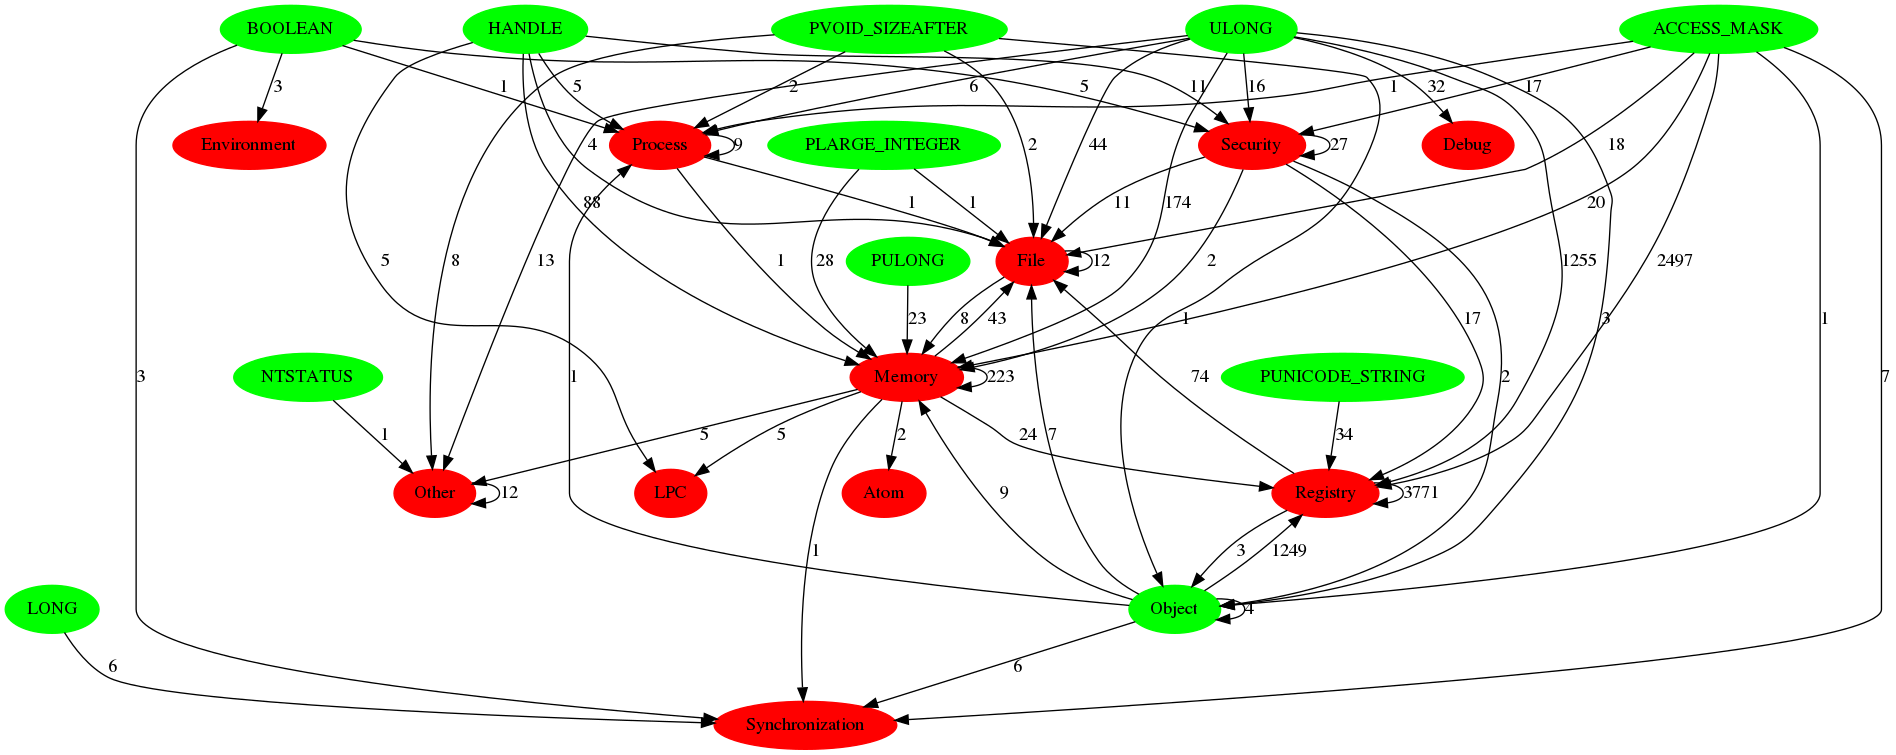 BOOLEAN HANDLE PVOID_SIZEAFTER ULONG ACCESS_MASK
3 1 5 2 6 5 11 16 32 1 17
Environment Process 9 PLARGE_INTEGER Security 27 Debug
4 2 44 18
88 1 1 11 174 20
5 8 13 1 28 PULONG File 12 2 1255 2497
23 8 43 1 17 3 1
3 NTSTATUS 1 Memory 223 74 PUNICODE_STRING 2 7
1 5 5 2 24 7 34
Other 12 LPC Atom 9 Registry 3771
1 3 1249
LONG Object 4
6 6
Synchronization